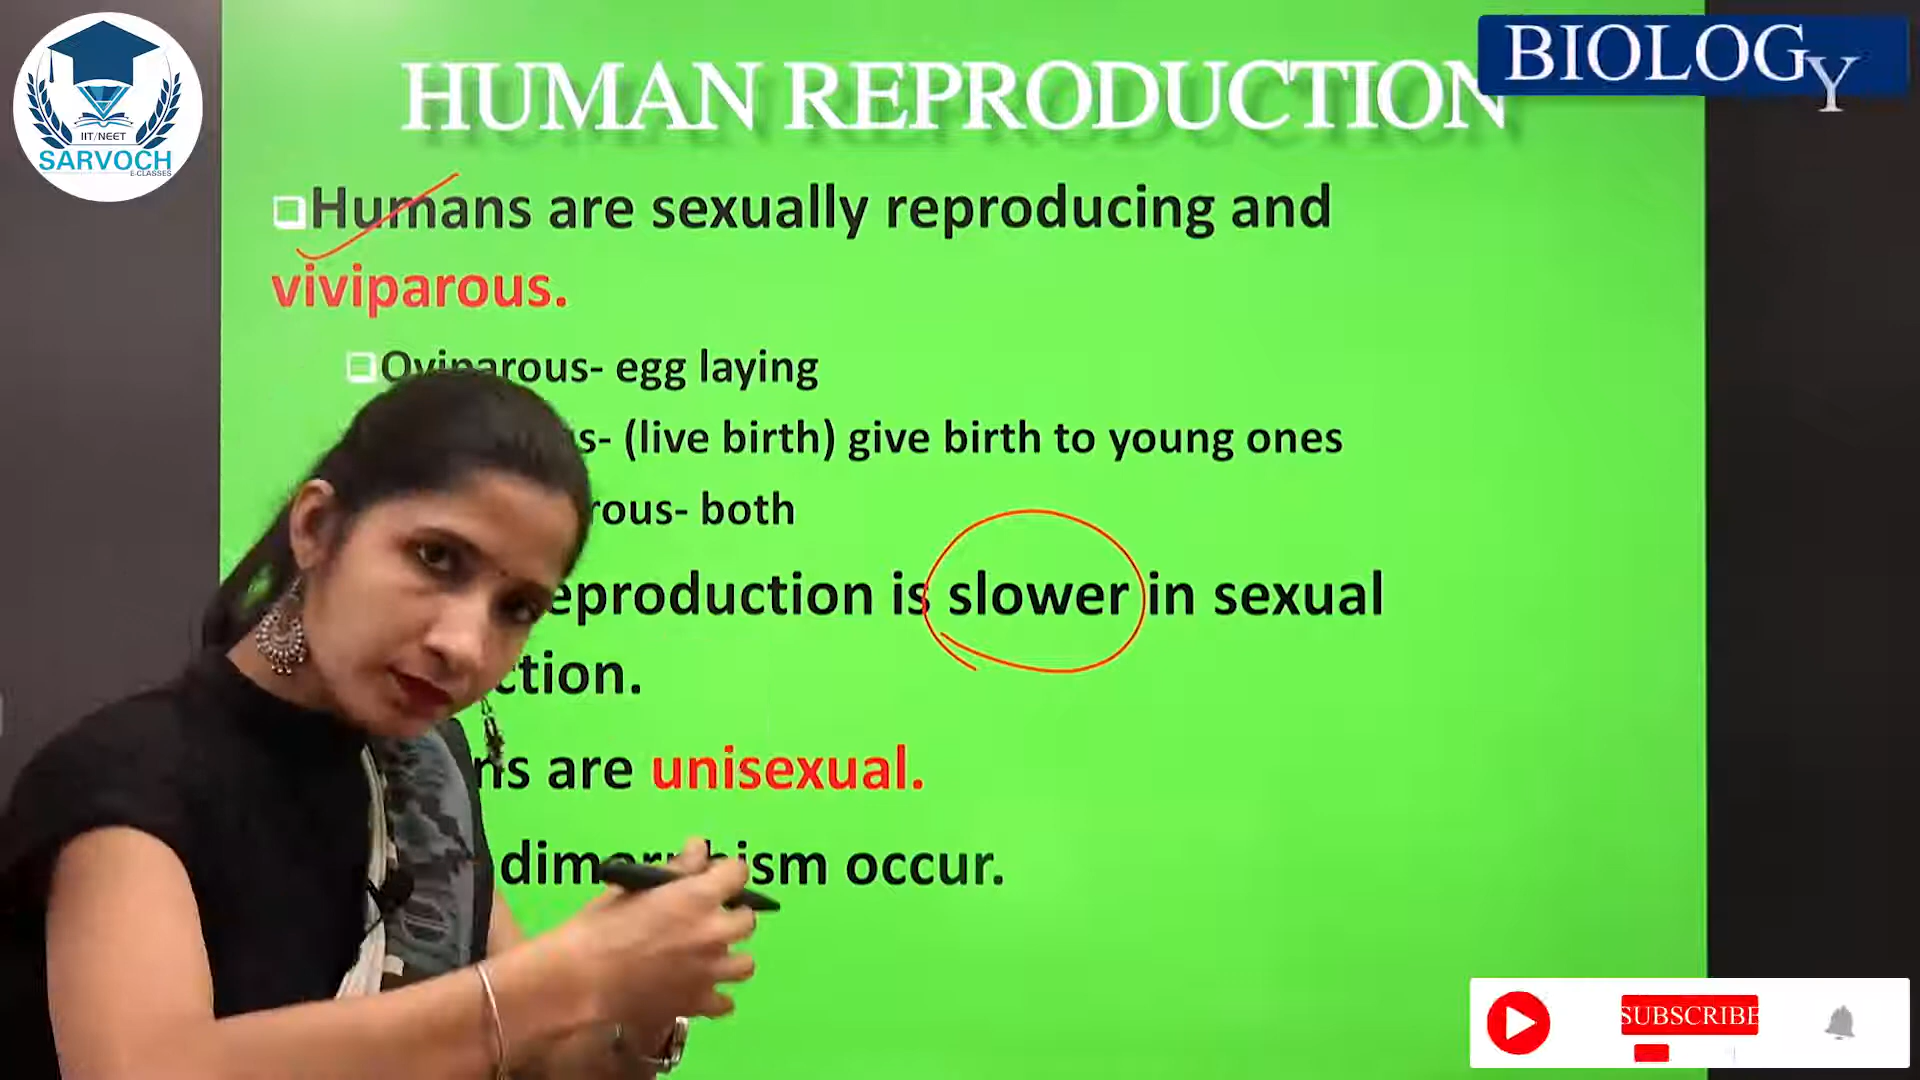 IIT/NEET
SARVOCH
E-CLASSES
BIOLOGY
HUMAN REPRODUCTION
Humans are sexually reproducing and
viviparous.
Oviparous- egg laying
s- (live birth) give birth to young ones
rous- both
eproduction is slower in sexual
ction.
ns are unisexual.
dimorphism occur.
SUBSCRIBE